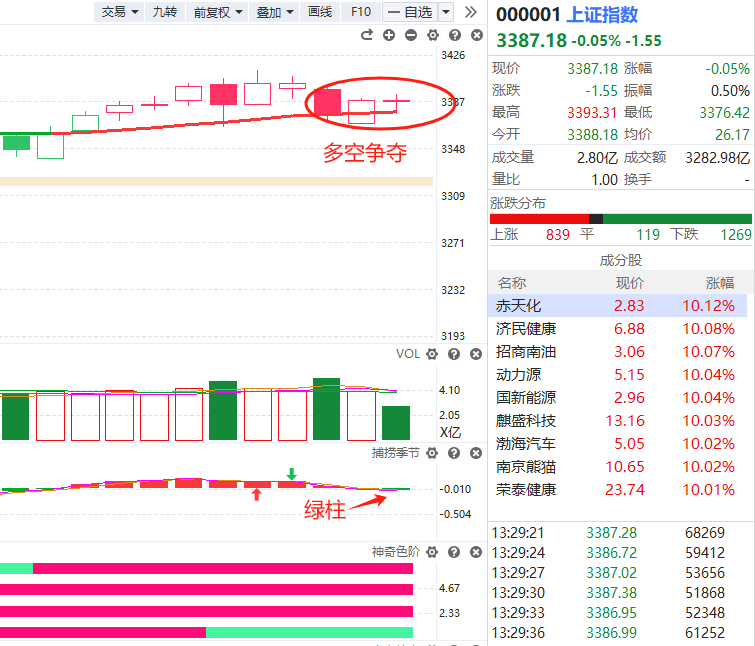 交易 九转 前复权 叠加 画线 F10 一 自选
000001 上证指数
3387.18 -0.05% -1.55
现价 3387.18 涨幅 -0.05%
涨跌 -1.55 振幅 0.50%
最高 3393.31 最低 3376.42
今开 3388.18 均价 26.17
成交量 2.80亿 成交额 3282.98亿
量比 1.00 换手 -
涨跌分布
上涨 839 平 119 下跌 1269
成分股
名称 现价 涨幅
赤天化 2.83 10.12%
济民健康 6.88 10.08%
招商南油 3.06 10.07%
动力源 5.15 10.04%
国新能源 2.96 10.04%
麒盛科技 13.16 10.03%
渤海汽车 5.05 10.02%
南京熊猫 10.65 10.02%
荣泰健康 23.74 10.01%
13:29:21 3387.28 68269
13:29:24 3386.72 59412
13:29:27 3387.02 53656
13:29:30 3387.38 51868
13:29:33 3386.95 52348
13:29:36 3386.99 61252
3426
3387
3348
3309
3271
3232
3193
多空争夺
VOL
4.10
2.05
X亿
捕捞季节
-0.010
-0.504
绿柱
神奇色阶
4.67
2.33